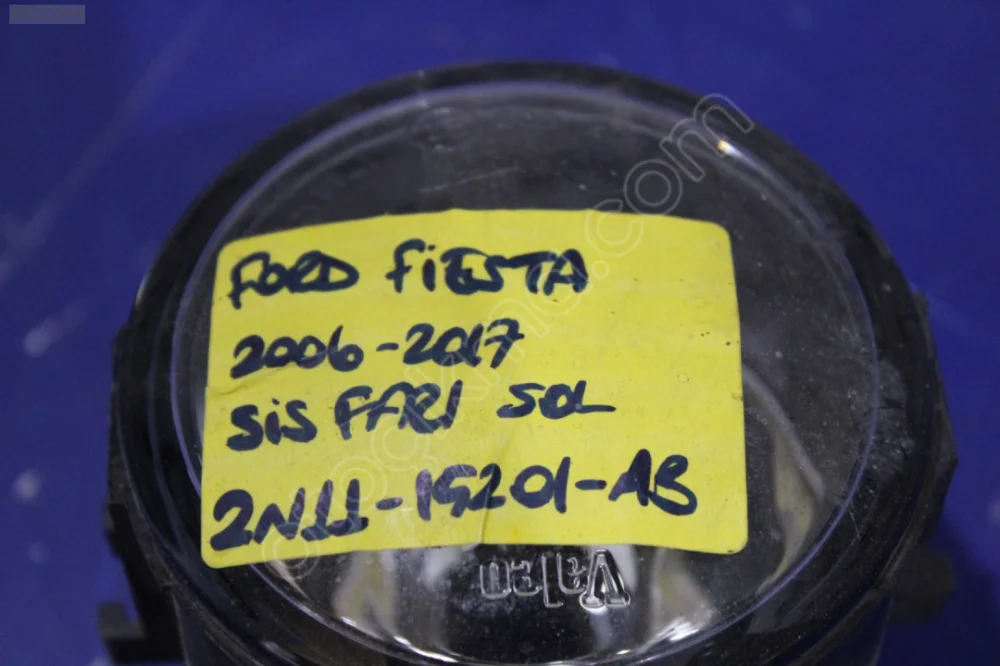 FORD FiESTA
2006-2017
SiS FARI SOL
2N11-15201-AB
Valeo